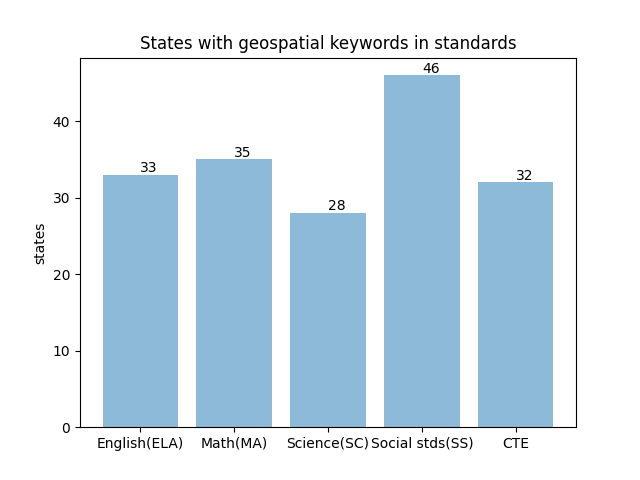 States with geospatial keywords in standards
states
40
30
20
10
0
33
35
28
46
32
English(ELA)
Math(MA)
Science(SC)
Social stds(SS)
CTE